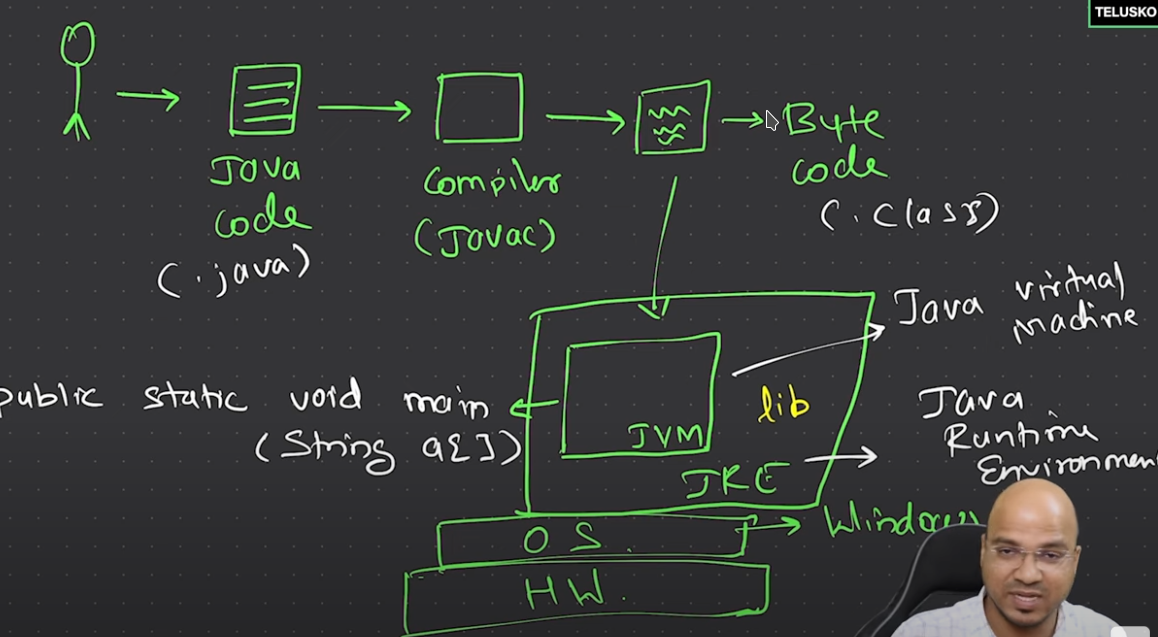 TELUSKO
Java
code
(.java)
Compiler
(Javac)
Byte
code
(.class)
Java virtual
machine
public static void main
(String a[])
JVM
lib
JRE
Java
Runtime
Environmen
OS.
Windows
HW.